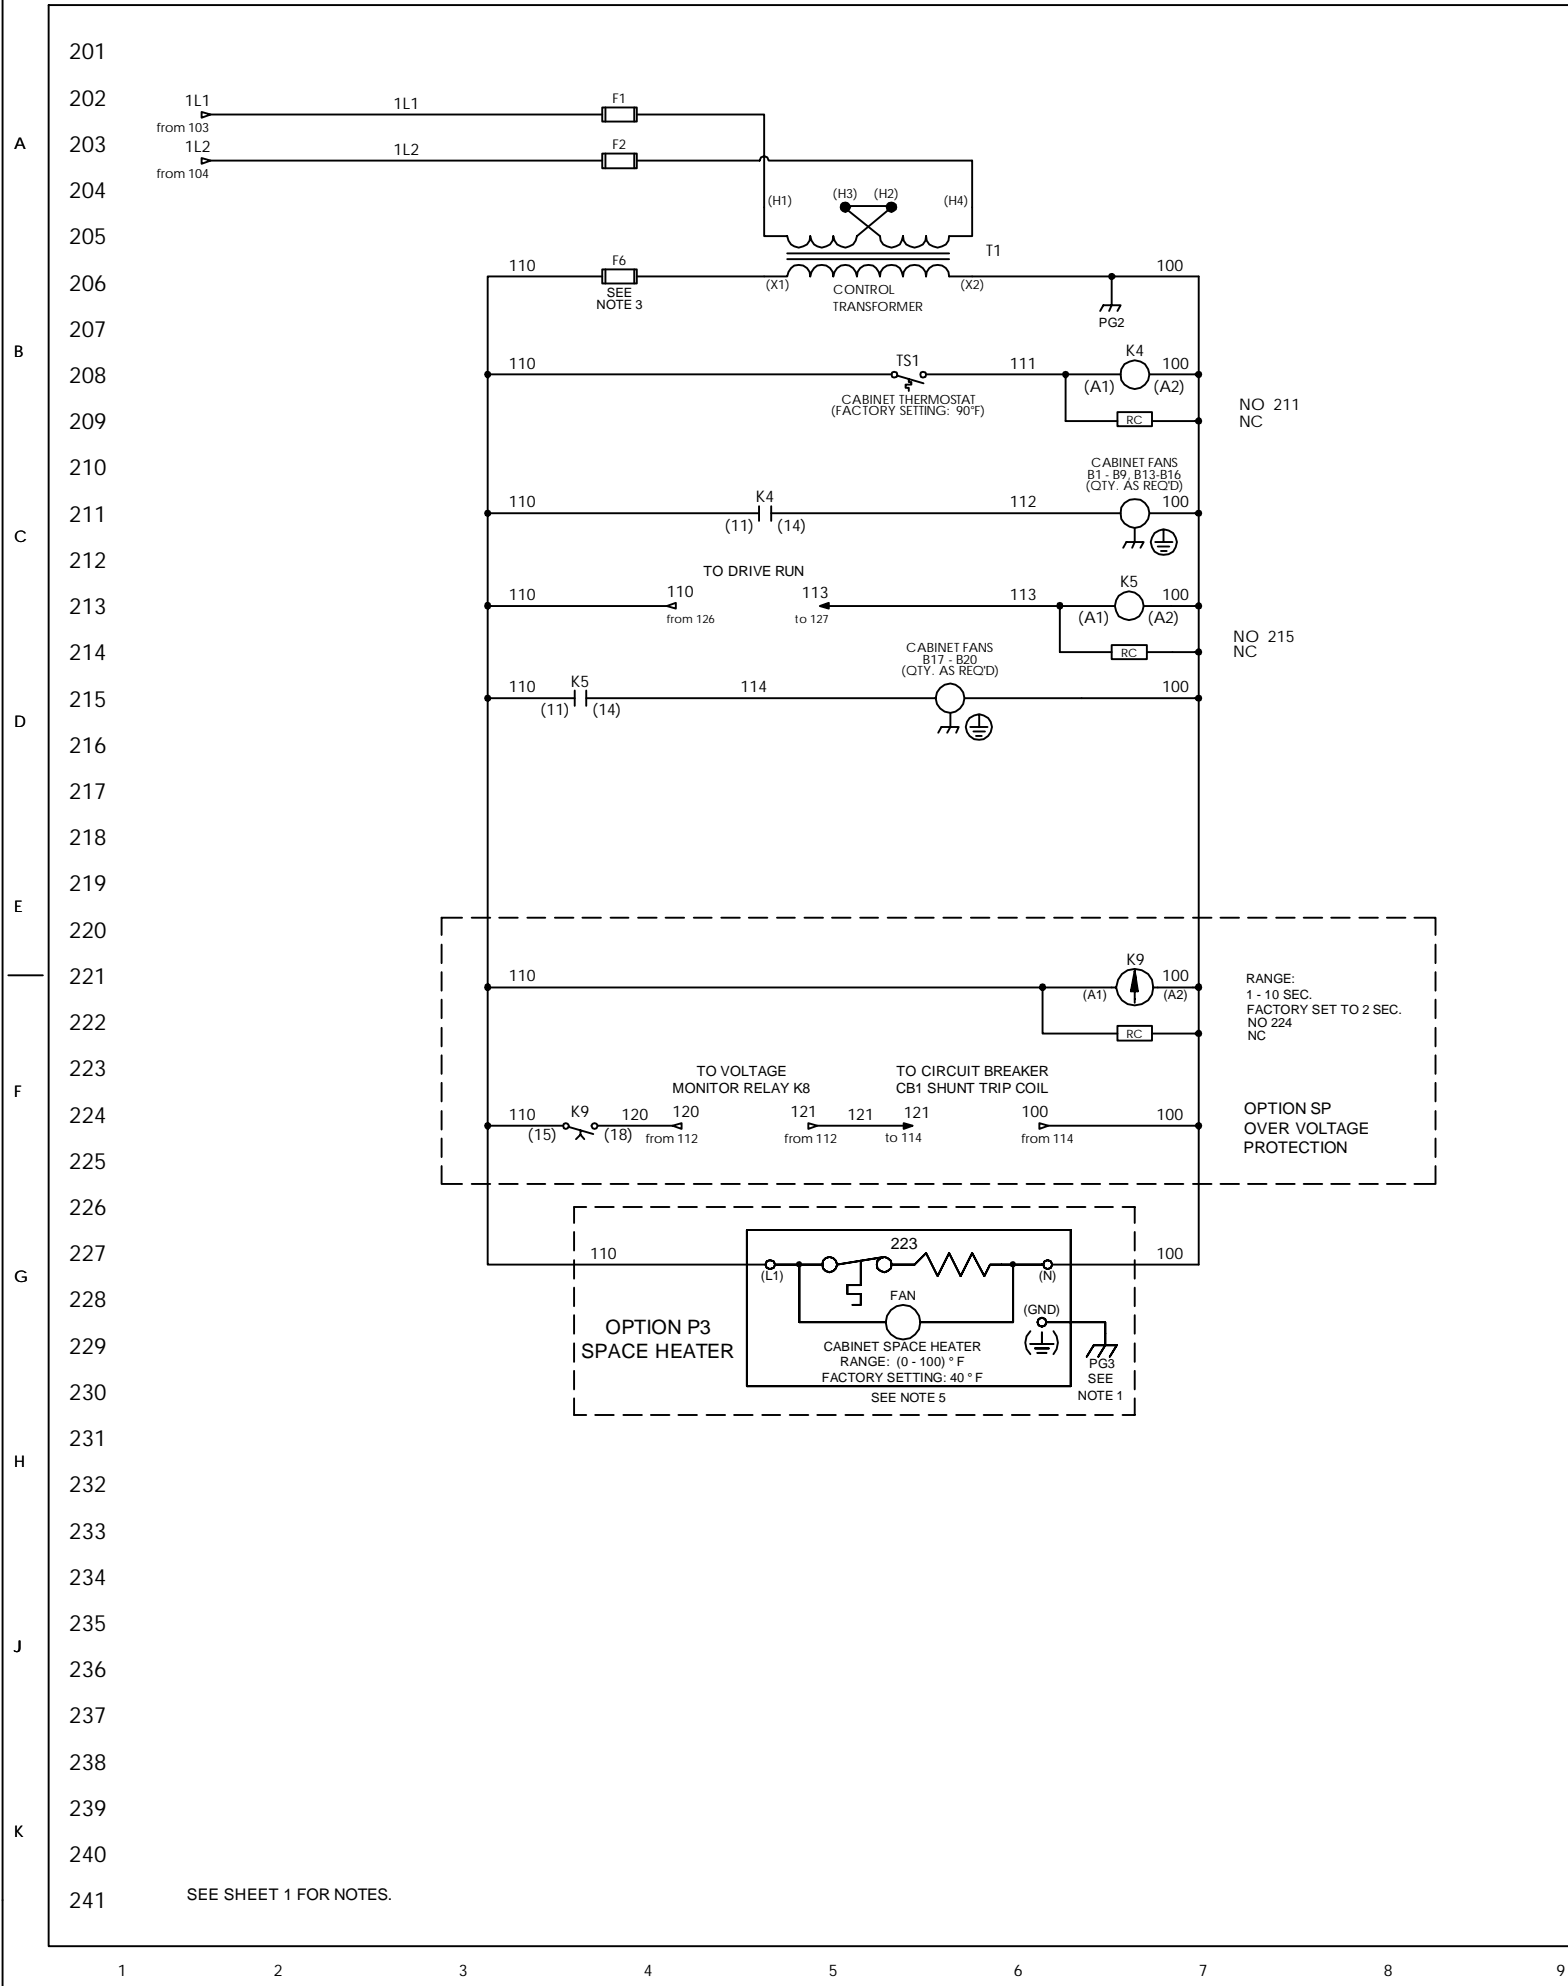 201
202 1L1 1L1 F1
from 103
A 203 1L2 1L2 F2
from 104
204 (H1) (H3) (H2) (H4)
205 T1
206 110 F6 (X1) (X2) 100
SEE
NOTE 3
CONTROL
TRANSFORMER
207 PG2
B
208 110 TS1 111 K4 100
(A1) (A2)
CABINET THERMOSTAT
(FACTORY SETTING: 90°F)
209 RC
NO 211
NC
210 CABINET FANS
B1 - B9, B13-B16
(QTY. AS REQ'D)
211 110 K4 112 100
(11) (14)
C
212 TO DRIVE RUN
213 110 110 113 113 K5 100
from 126 to 127 (A1) (A2)
214 RC
NO 215
NC
CABINET FANS
B17 - B20
(QTY. AS REQ'D)
215 110 K5 114 100
(11) (14)
D
216
217
218
219
E
220
221 110 K9 100
(A1) (A2)
222 RC
RANGE:
1 - 10 SEC.
FACTORY SET TO 2 SEC.
NO 224
NC
223 TO VOLTAGE
MONITOR RELAY K8
TO CIRCUIT BREAKER
CB1 SHUNT TRIP COIL
F
224 110 K9 120 120 121 121 121 100 100
(15) (18) from 112 from 112 to 114 from 114
OPTION SP
OVER VOLTAGE
PROTECTION
225
226
227 110 223 100
(L1) (N)
G
228 FAN (GND)
229 OPTION P3
SPACE HEATER
CABINET SPACE HEATER
RANGE: (0 - 100) ° F
FACTORY SETTING: 40 ° F
PG3
SEE
NOTE 1
230 SEE NOTE 5
231
H
232
233
234
235
J
236
237
238
239
K
240
241 SEE SHEET 1 FOR NOTES.
1 2 3 4 5 6 7 8 9